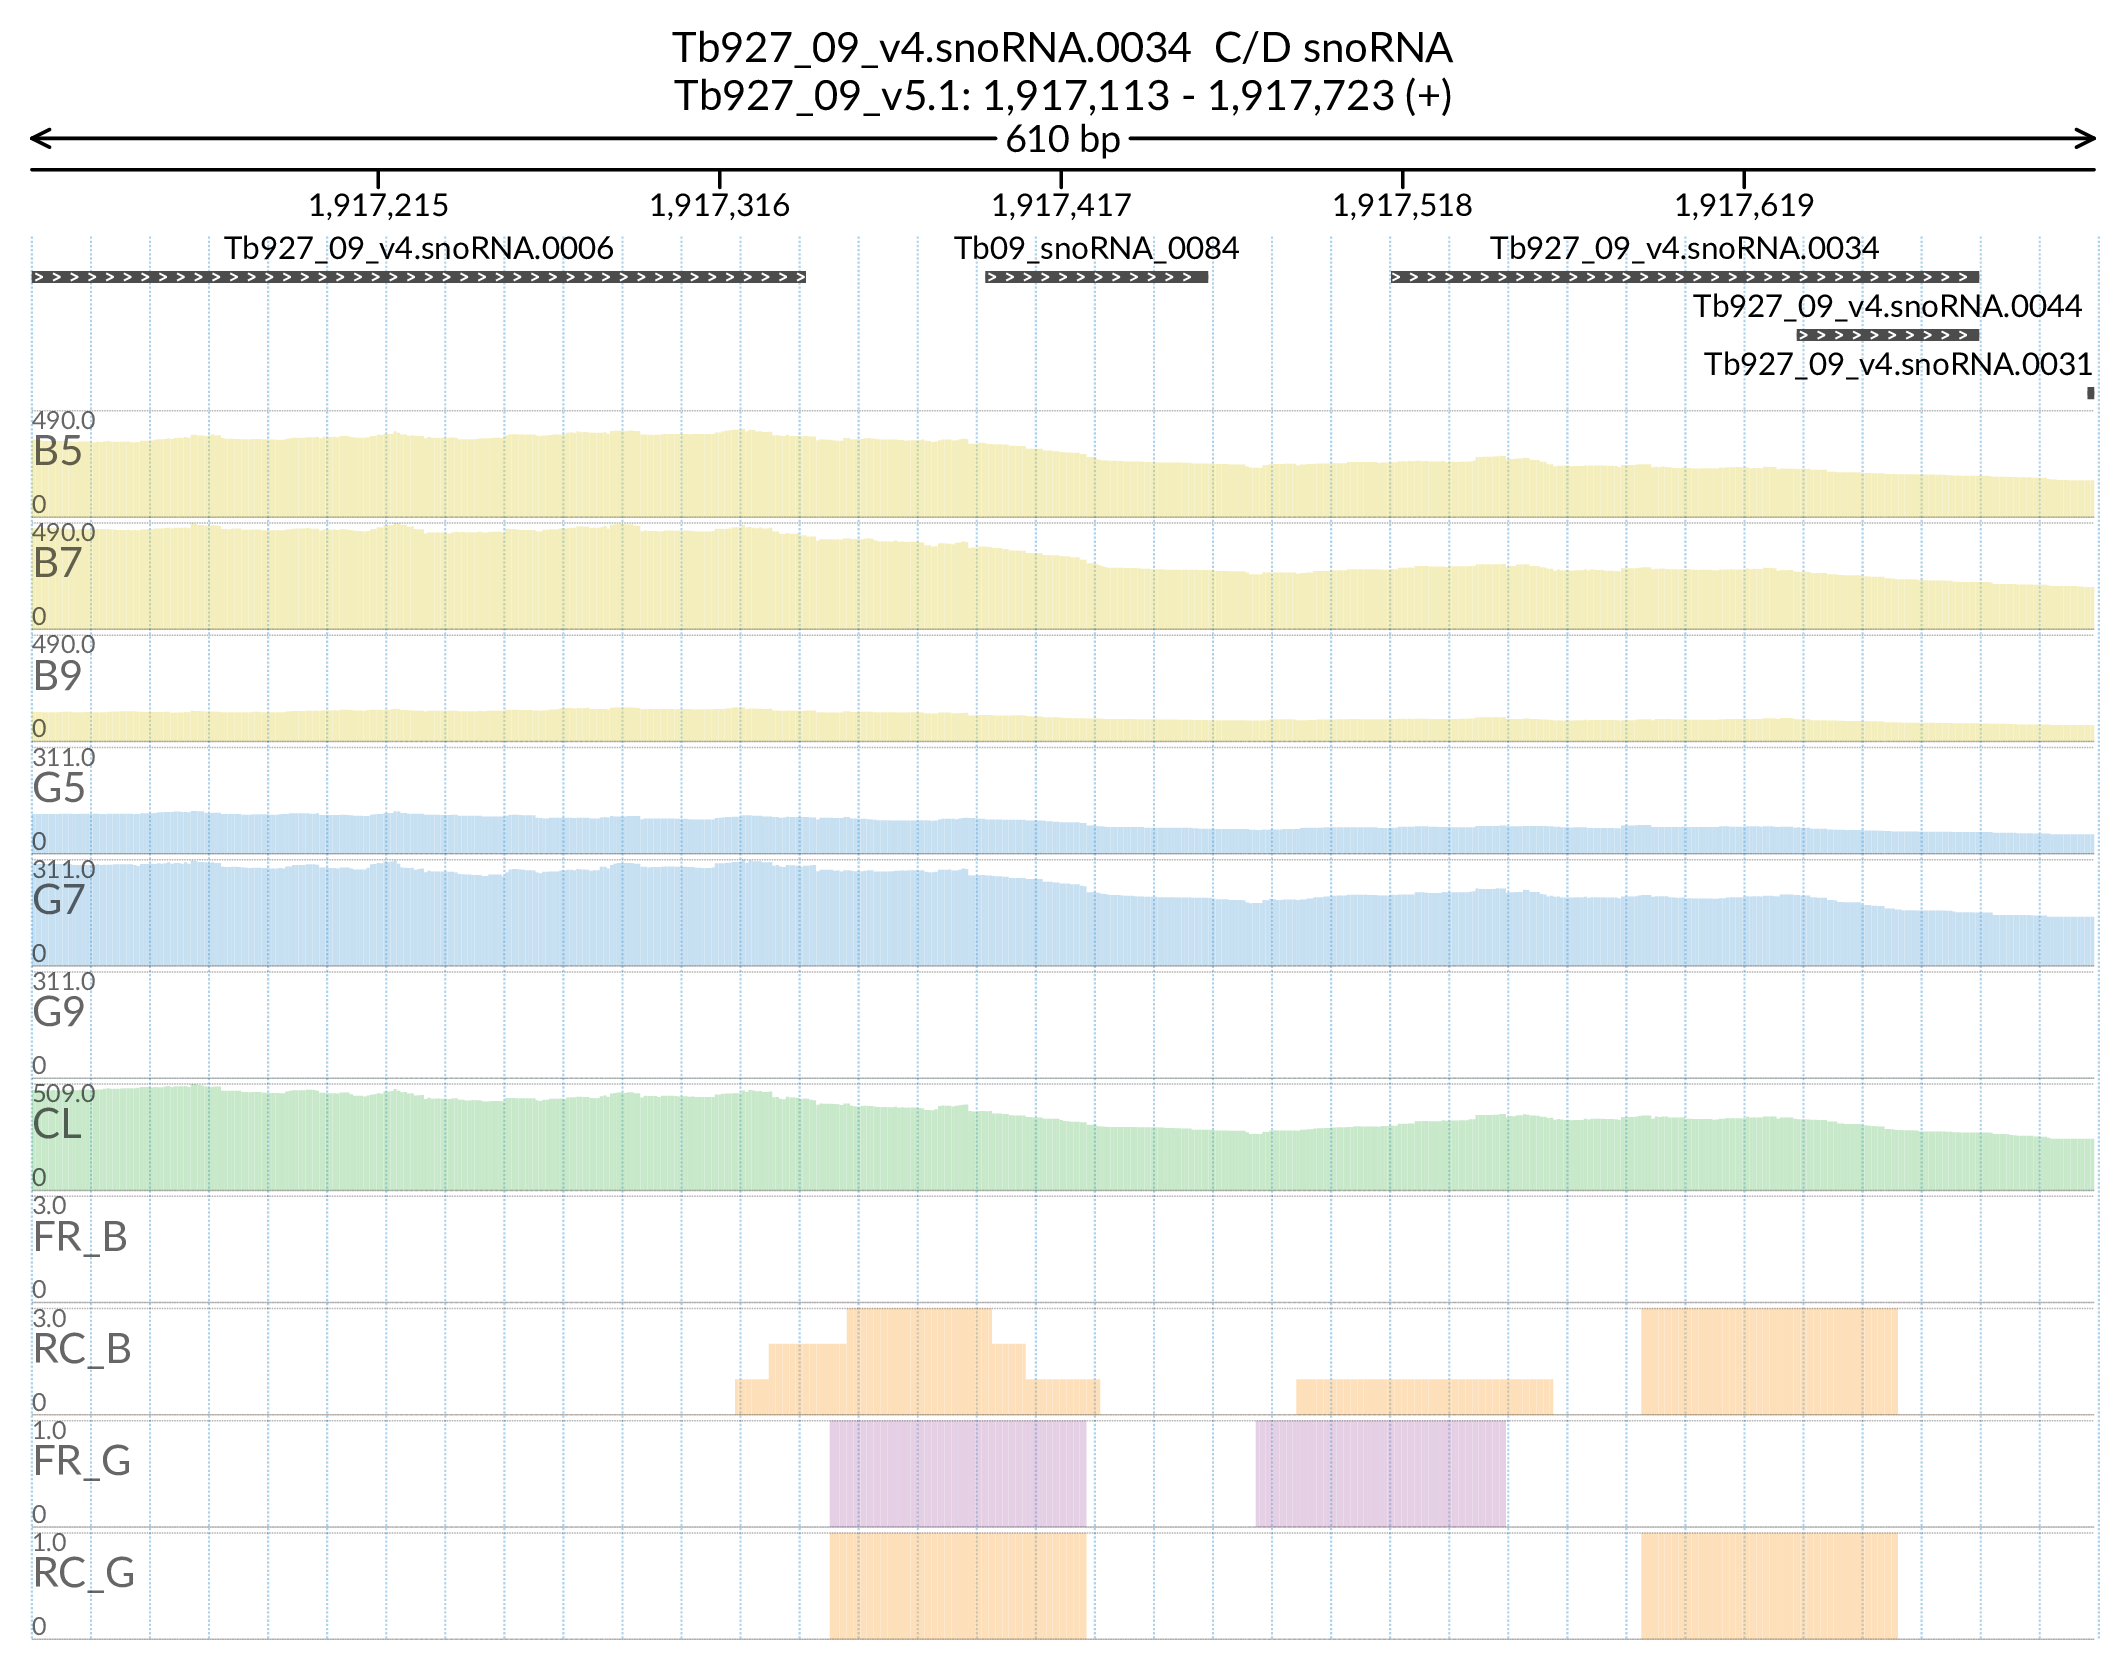 Tb927_09_v4.snoRNA.0034  C/D snoRNA
Tb927_09_v5.1: 1,917,113 - 1,917,723 (+)
610 bp
1,917,215 1,917,316 1,917,417 1,917,518 1,917,619
Tb927_09_v4.snoRNA.0006 Tb09_snoRNA_0084 Tb927_09_v4.snoRNA.0034
Tb927_09_v4.snoRNA.0044
Tb927_09_v4.snoRNA.0031
490.0
B5
0
490.0
B7
0
490.0
B9
0
311.0
G5
0
311.0
G7
0
311.0
G9
0
509.0
CL
0
3.0
FR_B
0
3.0
RC_B
0
1.0
FR_G
0
1.0
RC_G
0